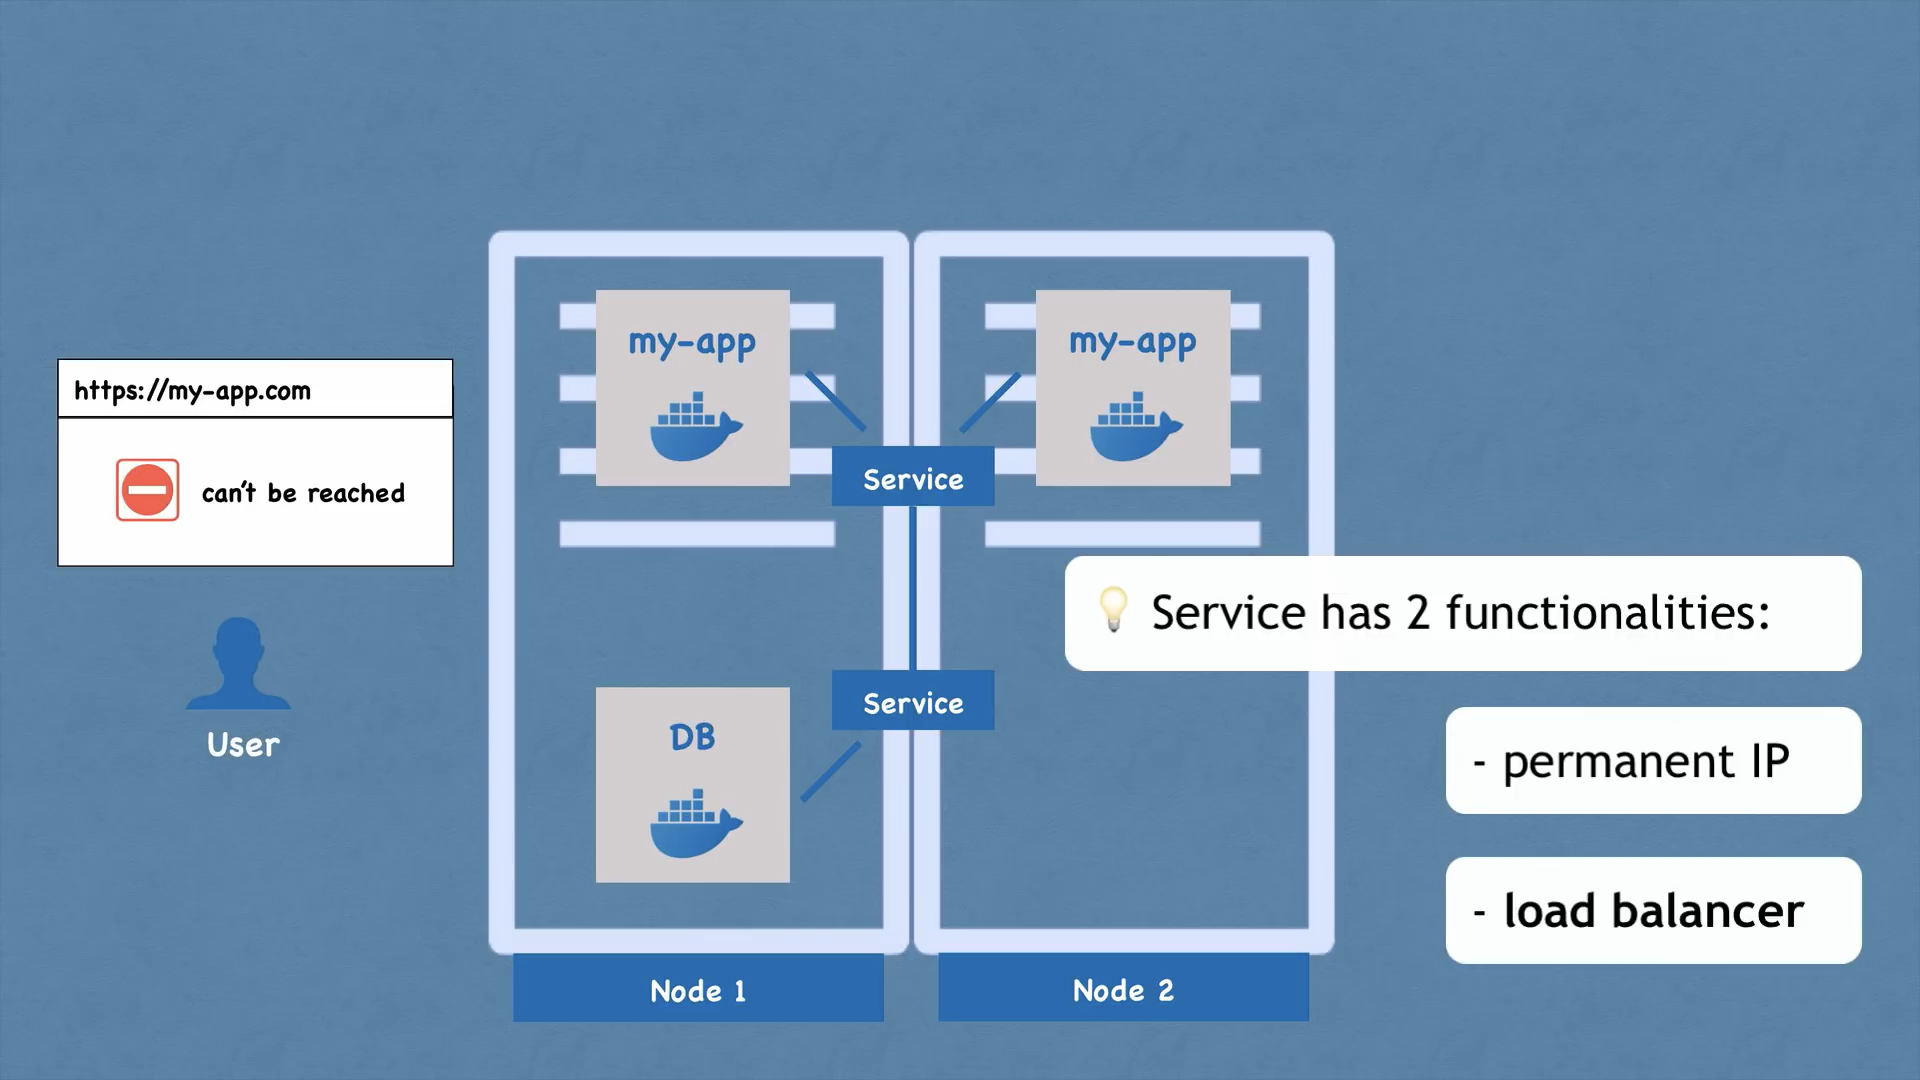 https://my-app.com
can't be reached
User
my-app
my-app
Service
Service
DB
Node 1
Node 2
Service has 2 functionalities:
- permanent IP
- load balancer